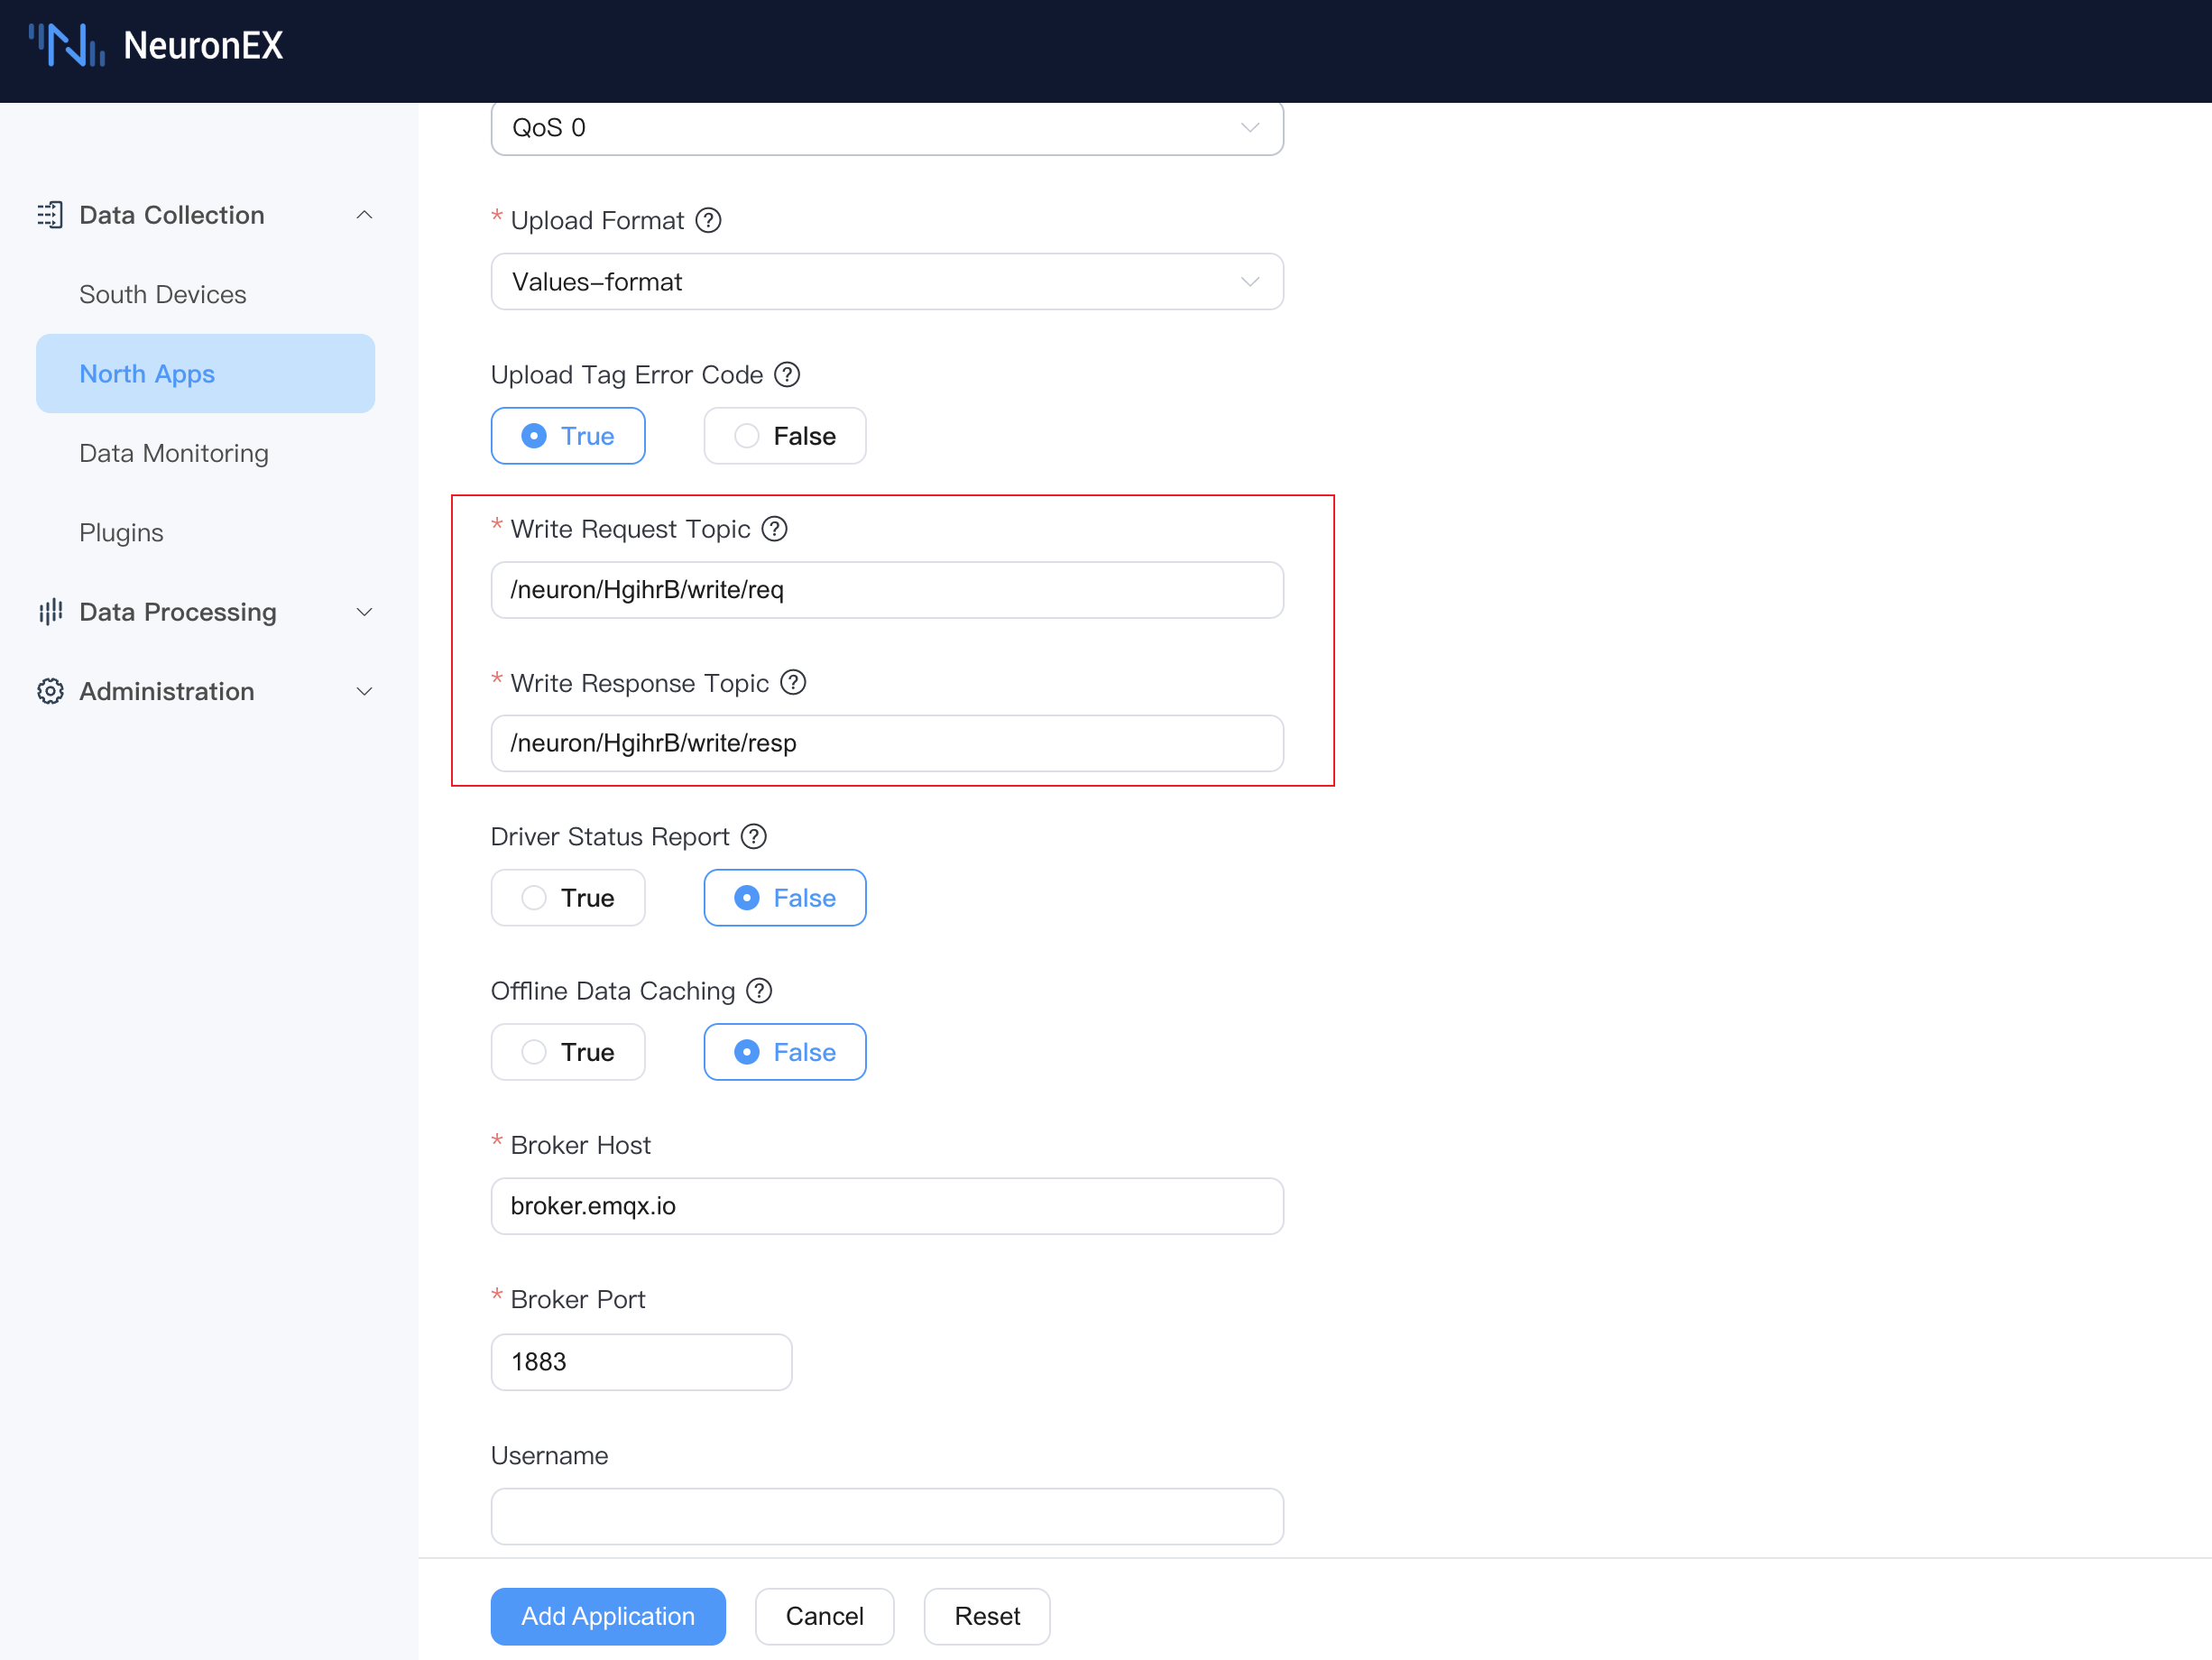 NeuronEX
Data Collection
South Devices
North Apps
Data Monitoring
Plugins
Data Processing
Administration
QoS 0
* Upload Format
Values-format
Upload Tag Error Code
True False
* Write Request Topic
/neuron/HgihrB/write/req
* Write Response Topic
/neuron/HgihrB/write/resp
Driver Status Report
True False
Offline Data Caching
True False
* Broker Host
broker.emqx.io
* Broker Port
1883
Username
Add Application Cancel Reset